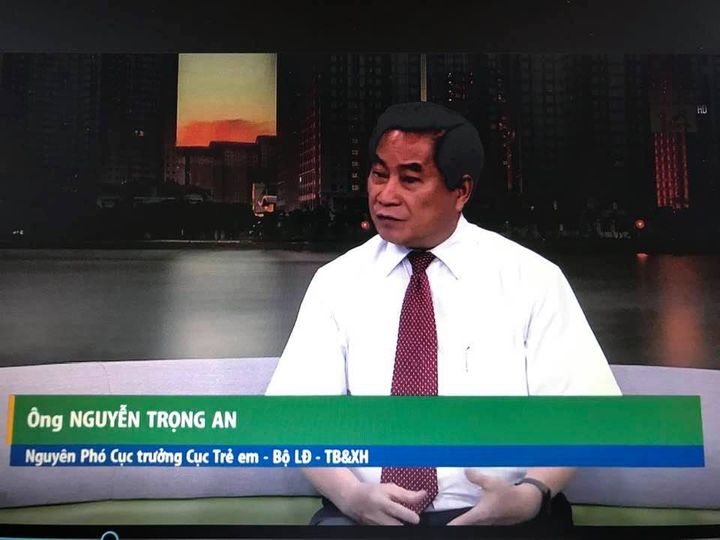 Ông NGUYỄN TRỌNG AN
Nguyên Phó Cục trưởng Cục Trẻ em - Bộ LĐ - TB&XH